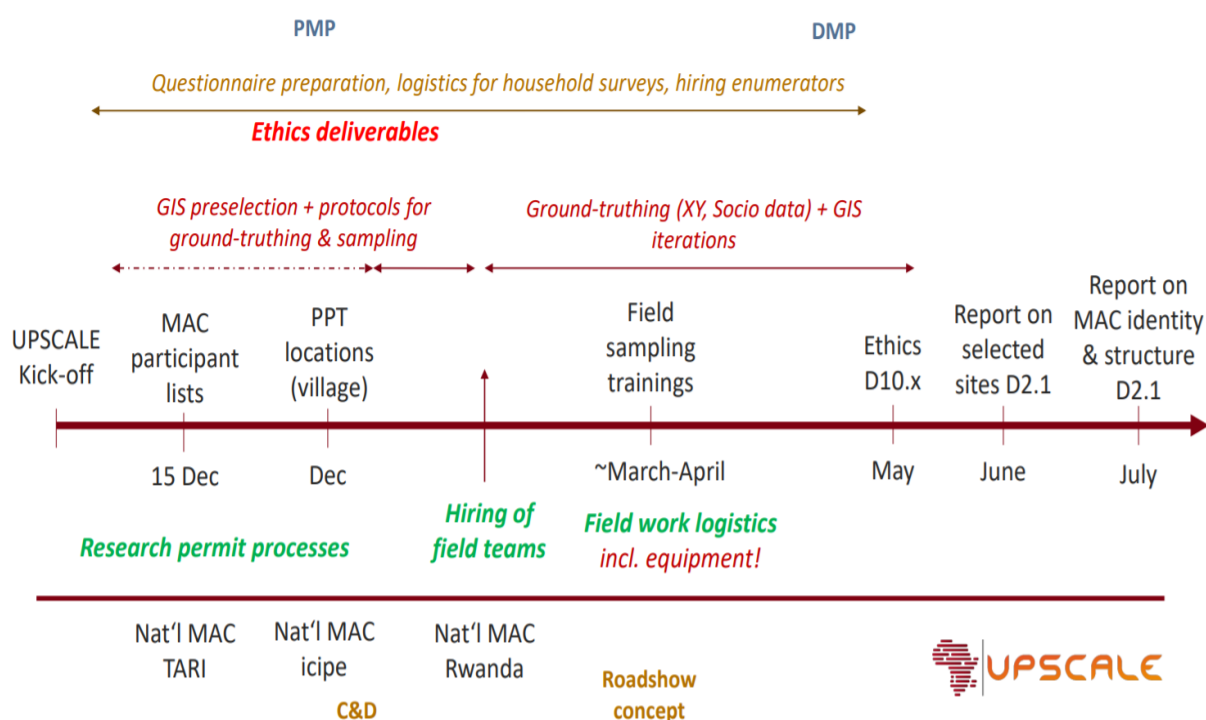 PMP
DMP
Questionnaire preparation, logistics for household surveys, hiring enumerators
Ethics deliverables
GIS preselection + protocols for
ground-truthing & sampling
Ground-truthing (XY, Socio data) + GIS
iterations
UPSCALE
Kick-off
MAC
participant
lists
PPT
locations
(village)
Field
sampling
trainings
Ethics
D10.x
Report on
selected
sites D2.1
Report on
MAC identity
& structure
D2.1
15 Dec
Dec
~March-April
May
June
July
Research permit processes
Hiring of
field teams
Field work logistics
incl. equipment!
Nat'l MAC
TARI
Nat'l MAC
icipe
Nat'l MAC
Rwanda
C&D
Roadshow
concept
UPSCALE